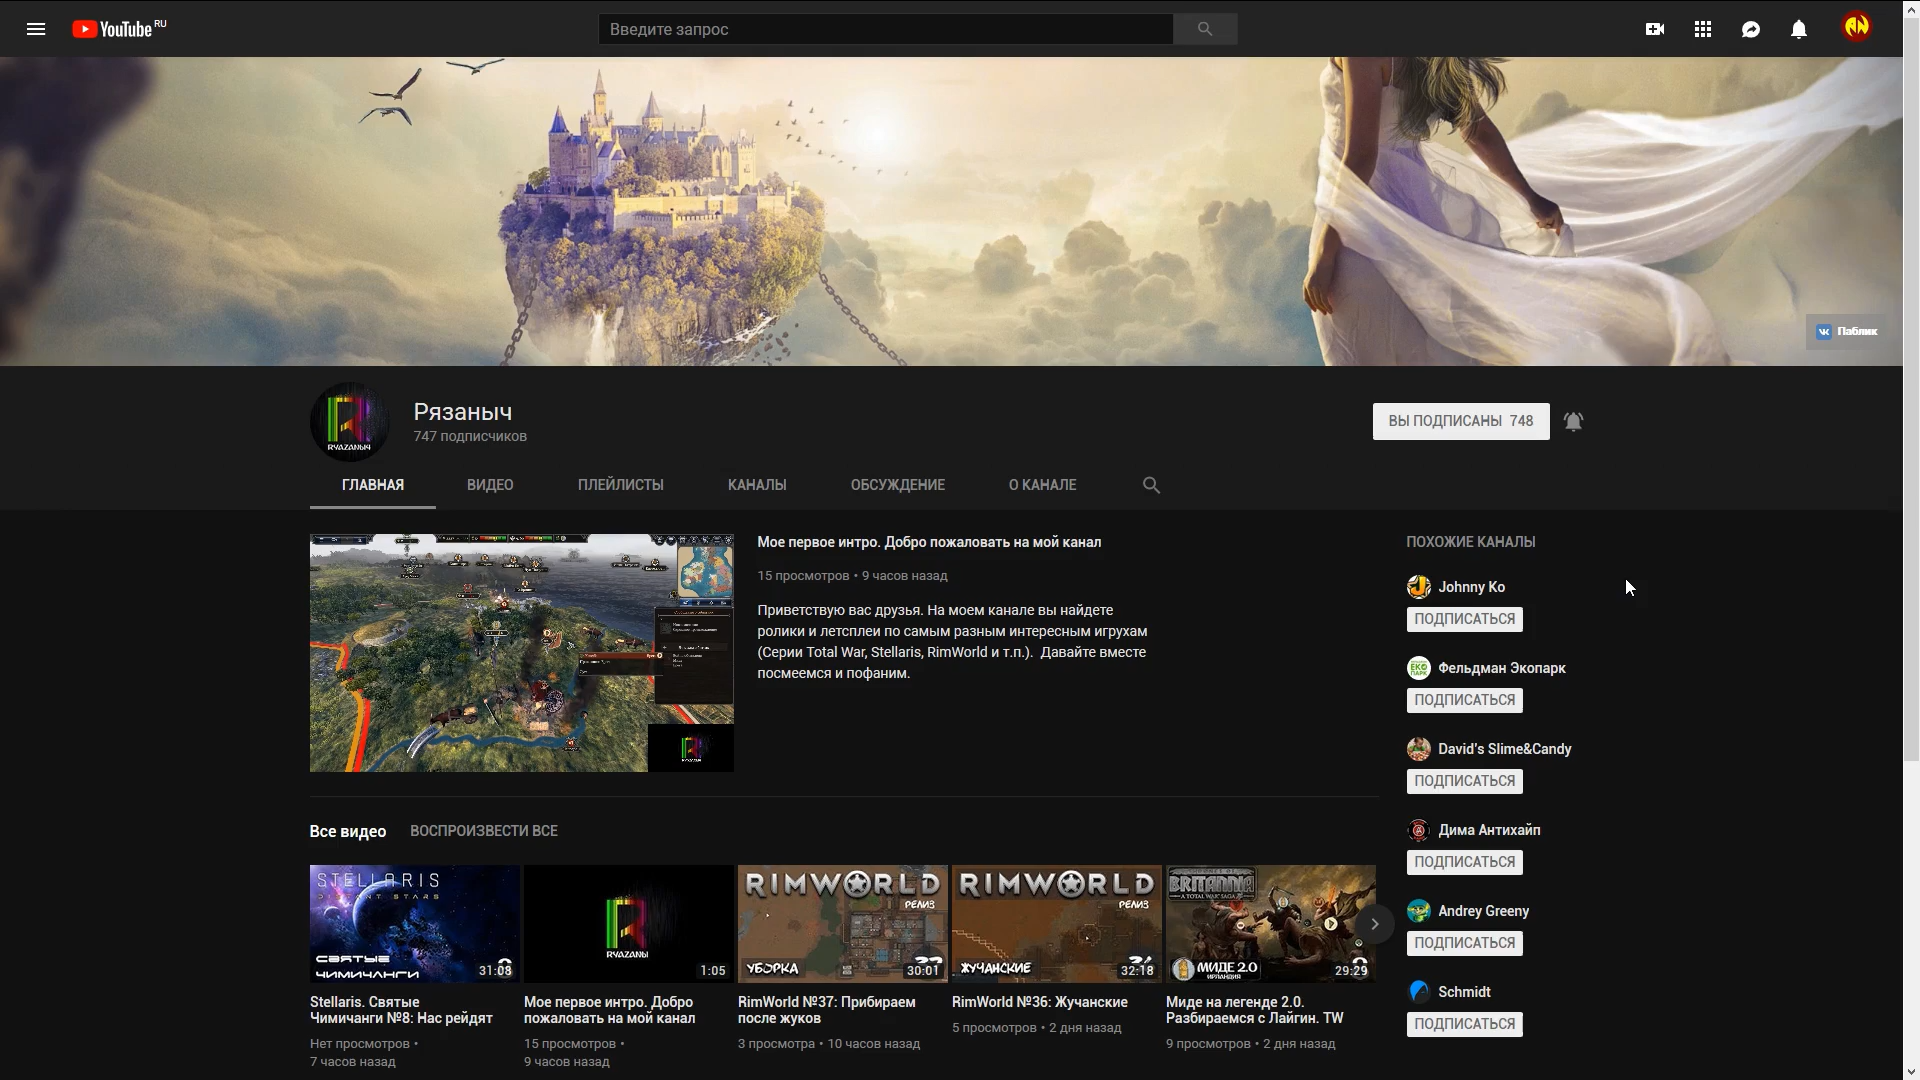 YouTube RU
Введите запрос
Паблик
RYAZANЫЧ
Рязаныч
747 подписчиков
ВЫ ПОДПИСАНЫ 748
ГЛАВНАЯ
ВИДЕО
ПЛЕЙЛИСТЫ
КАНАЛЫ
ОБСУЖДЕНИЕ
О КАНАЛЕ
Мое первое интро. Добро пожаловать на мой канал
15 просмотров • 9 часов назад
Приветствую вас друзья. На моем канале вы найдете
ролики и летсплеи по самым разным интересным игрухам
(Серии Total War, Stellaris, RimWorld и т.п.). Давайте вместе
посмеемся и пофаним.
ПОХОЖИЕ КАНАЛЫ
Johnny Ko
ПОДПИСАТЬСЯ
Фельдман Экопарк
ПОДПИСАТЬСЯ
David's Slime&Candy
ПОДПИСАТЬСЯ
Дима Антихайп
ПОДПИСАТЬСЯ
Andrey Greeny
ПОДПИСАТЬСЯ
Schmidt
ПОДПИСАТЬСЯ
Все видео
ВОСПРОИЗВЕСТИ ВСЕ
STELLARIS
DISTANT STARS
СВЯТЫЕ
ЧИМИЧАНГИ
31:08
Stellaris. Святые
Чимичанги №8: Нас рейдят
Нет просмотров •
7 часов назад
1:05
Мое первое интро. Добро
пожаловать на мой канал
15 просмотров •
9 часов назад
RIMWORLD
РЕЛИЗ
УБОРКА
30:01
RimWorld №37: Прибираем
после жуков
3 просмотра • 10 часов назад
RIMWORLD
РЕЛИЗ
ЖУЧАНСКИЕ
32:18
RimWorld №36: Жучанские
5 просмотров • 2 дня назад
BRITANNIA
A TOTAL WAR SAGA
МИДЕ 2.0
ИРЛАНДИЯ
29:29
Миде на легенде 2.0.
Разбираемся с Лайгин. TW
9 просмотров • 2 дня назад